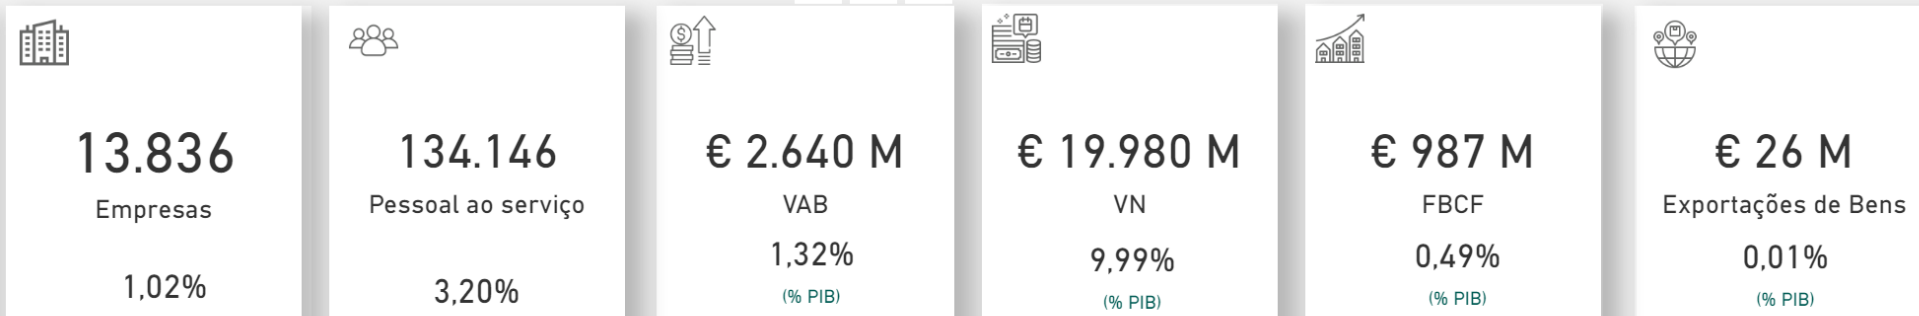 13.836
Empresas
1,02%
134.146
Pessoal ao serviço
3,20%
€ 2.640 M
VAB
1,32%
(% PIB)
€ 19.980 M
VN
9,99%
(% PIB)
€ 987 M
FBCF
0,49%
(% PIB)
€ 26 M
Exportações de Bens
0,01%
(% PIB)